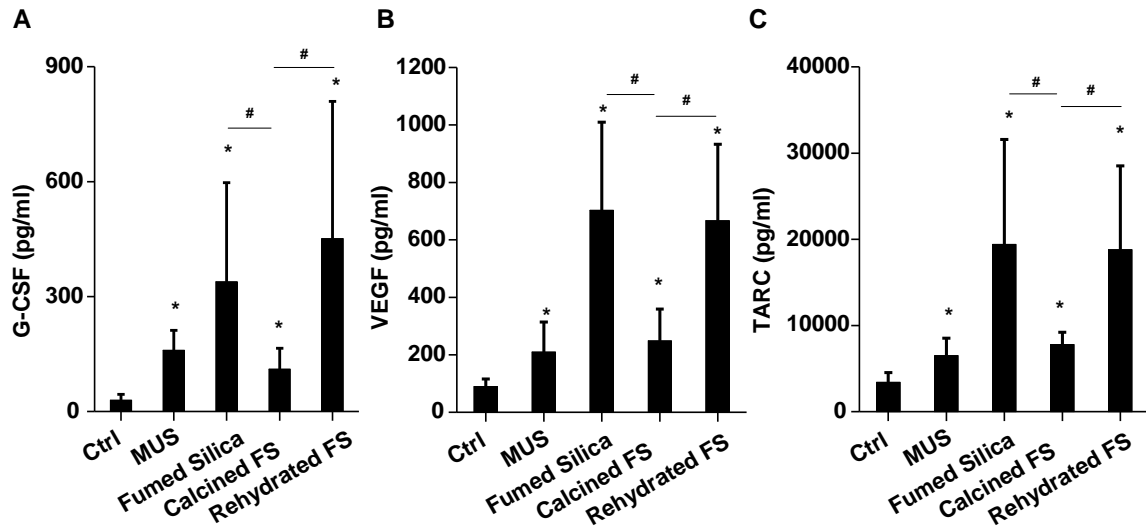 A
B
C
G-CSF (pg/ml)
900
600
300
0
*
*
#
*
#
*
Ctrl
MUS
Fumed Silica
Calcined FS
Rehydrated FS
VEGF (pg/ml)
1200
1000
800
600
400
200
0
*
*
#
*
#
*
Ctrl
MUS
Fumed Silica
Calcined FS
Rehydrated FS
TARC (pg/ml)
40000
30000
20000
10000
0
*
*
#
*
#
*
Ctrl
MUS
Fumed Silica
Calcined FS
Rehydrated FS